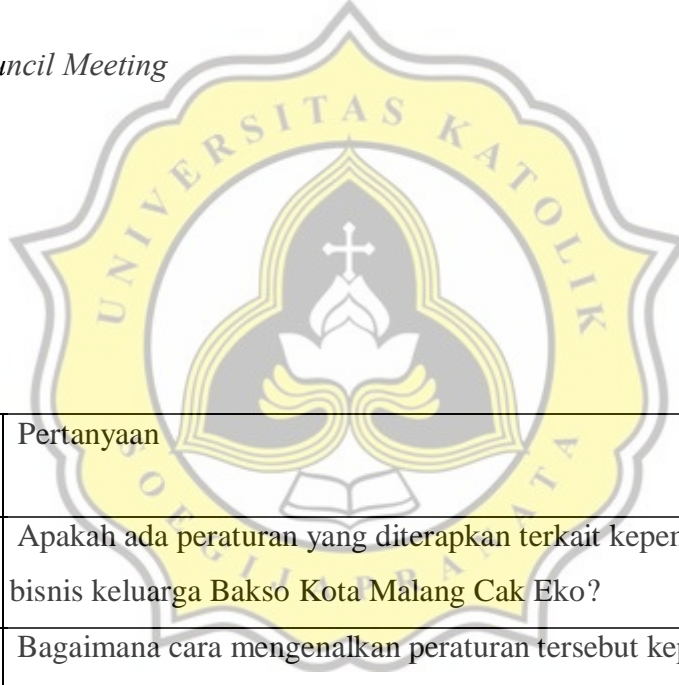 uncil Meeting
UNIVERSITAS KATOLIK
SOEGIJAPRANATA
Pertanyaan
Apakah ada peraturan yang diterapkan terkait keper
bisnis keluarga Bakso Kota Malang Cak Eko?
Bagaimana cara mengenalkan peraturan tersebut kep